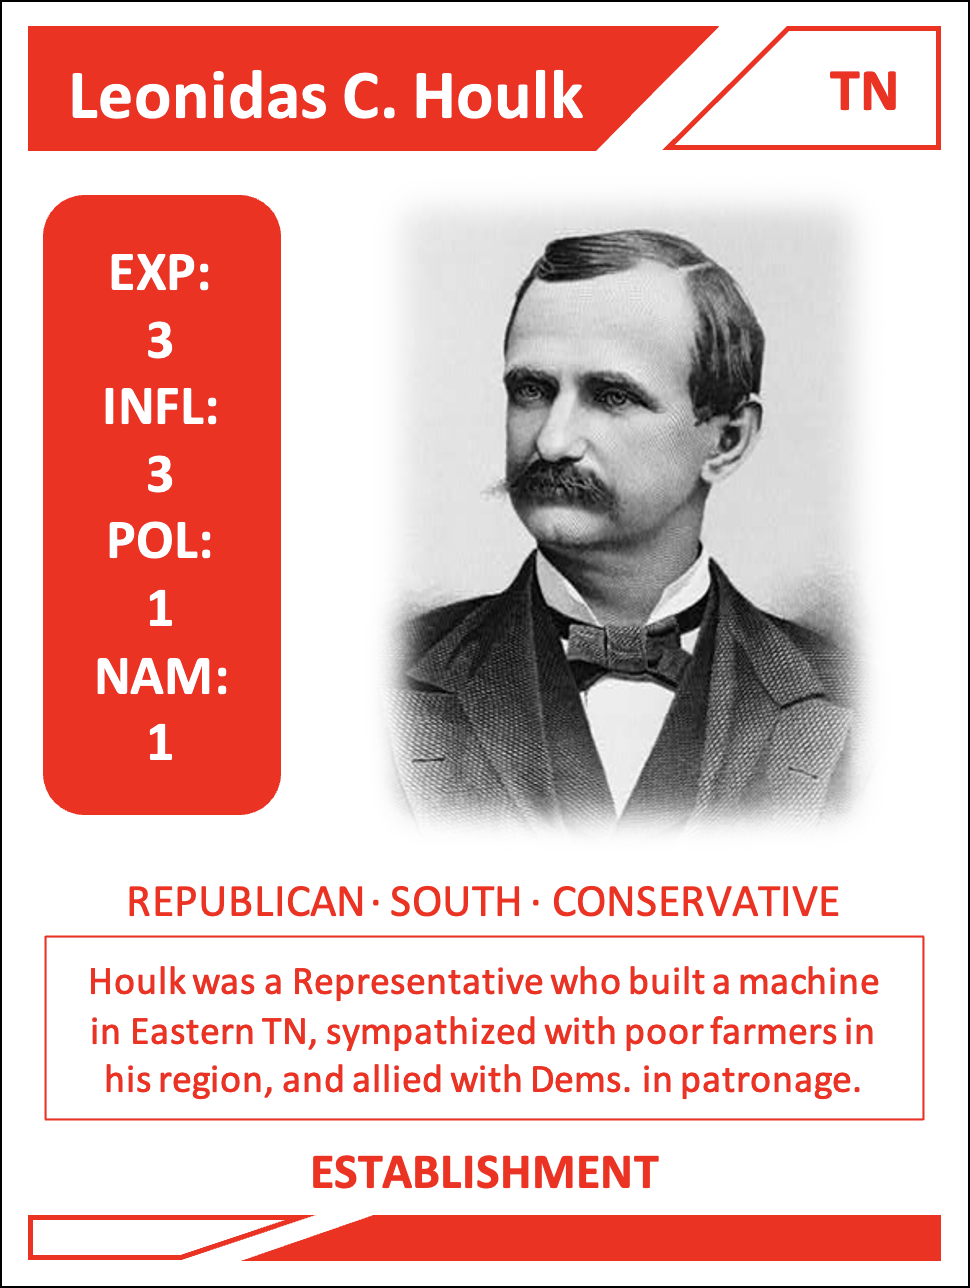 Leonidas C. Houlk
TN
EXP:
3
INFL:
3
POL:
1
NAM:
1
REPUBLICAN · SOUTH · CONSERVATIVE
Houlk was a Representative who built a machine
in Eastern TN, sympathized with poor farmers in
his region, and allied with Dems. in patronage.
ESTABLISHMENT